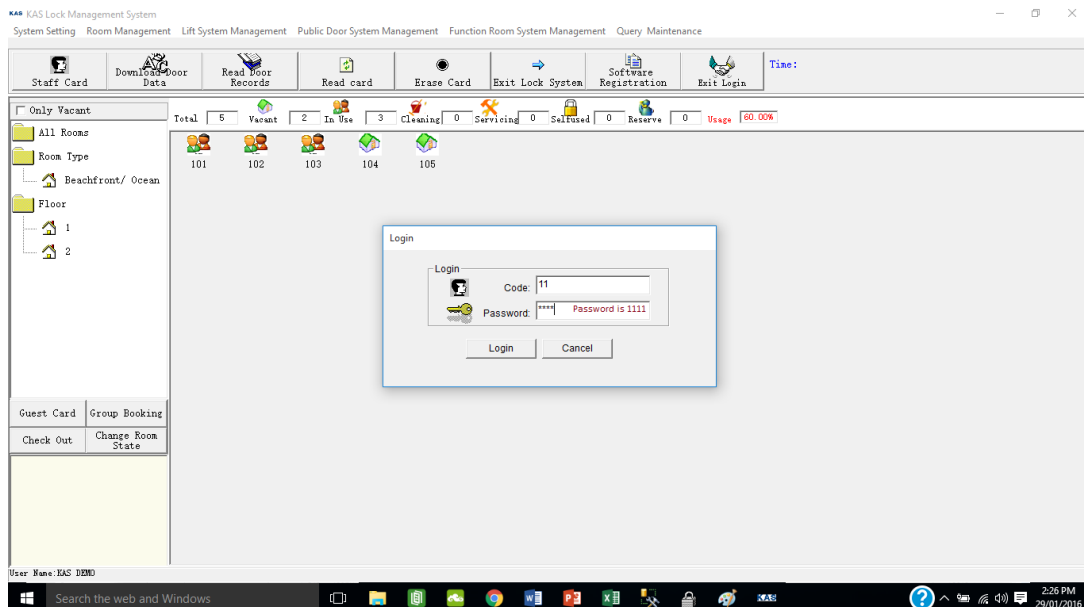 KAS KAS Lock Management System
System Setting Room Management Lift System Management Public Door System Management Function Room System Management Query Maintenance
Staff Card
Download Door Data
Read Door Records
Read card
Erase Card
Exit Lock System
Software Registration
Exit Login
Time:
Only Vacant
Total 5 Vacant 2 In Use 3 Cleaning 0 Servicing 0 Selfused 0 Reserve 0 Usage 60.00%
All Rooms
Room Type
Beachfront/ Ocean
Floor
1
2
101 102 103 104 105
Login
Login
Code: 11
Password: **** Password is 1111
Login Cancel
Guest Card Group Booking
Check Out Change Room State
User Name:KAS DEMO
Search the web and Windows
KAS
2:26 PM
29/01/2016